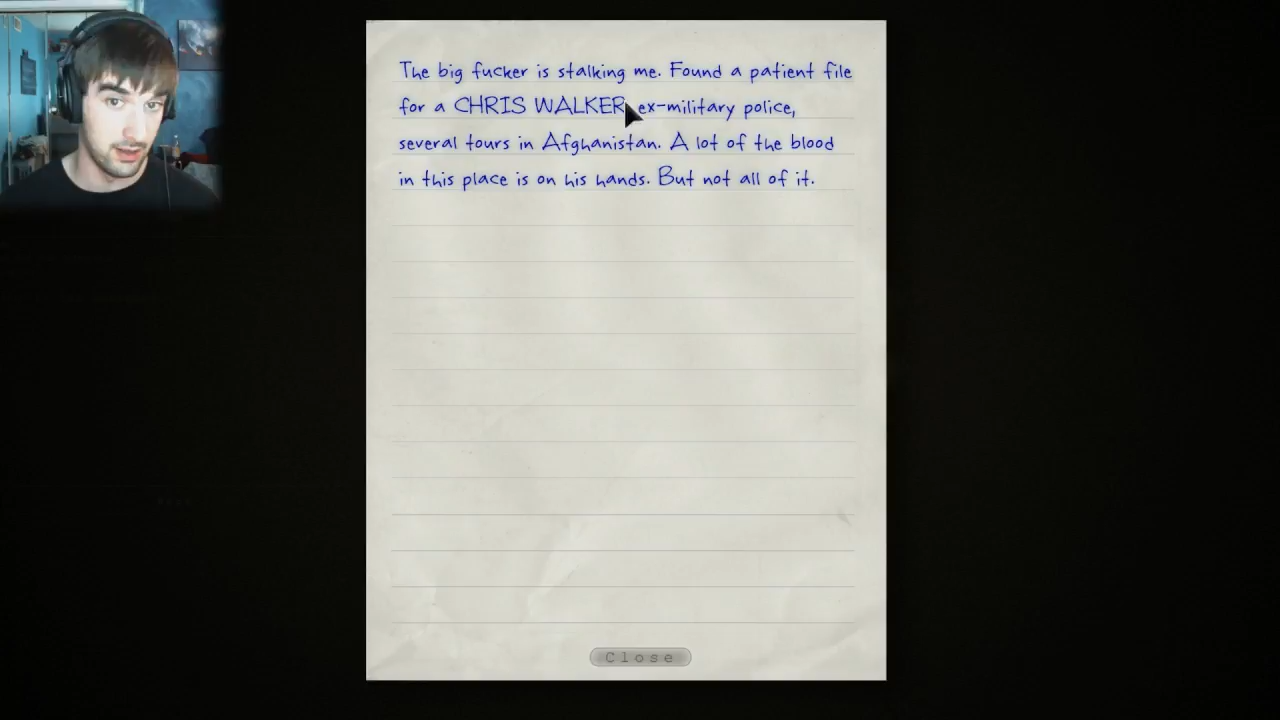 The big fucker is stalking me. Found a patient file
for a CHRIS WALKER, ex-military police,
several tours in Afghanistan. A lot of the blood
in this place is on his hands. But not all of it.
Close